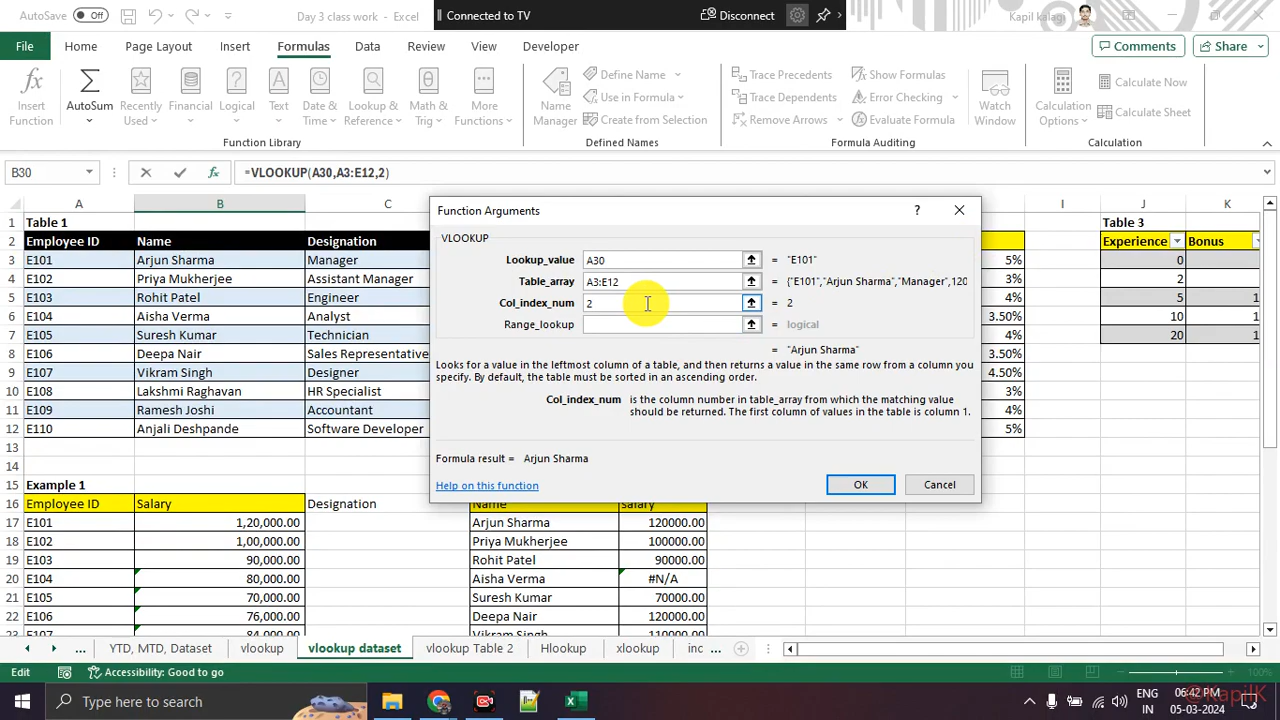 AutoSave Off Day 3 class work - Excel Connected to TV Disconnect Kapil kalagi
File Home Page Layout Insert Formulas Data Review View Developer Comments Share
Insert Function AutoSum Recently Used Financial Logical Text Date & Time Lookup & Reference Math & Trig More Functions Name Manager Define Name Use in Formula Create from Selection Trace Precedents Trace Dependents Remove Arrows Show Formulas Error Checking Evaluate Formula Watch Window Calculation Options Calculate Now Calculate Sheet
Function Library Defined Names Formula Auditing Calculation
B30 fx =VLOOKUP(A30,A3:E12,2)
A B C I J K
1 Table 1 Table 3
2 Employee ID Name Designation Experience Bonus
3 E101 Arjun Sharma Manager 5% 0
4 E102 Priya Mukherjee Assistant Manager 3% 2
5 E103 Rohit Patel Engineer 4% 5 1
6 E104 Aisha Verma Analyst 3.50% 10 1
7 E105 Suresh Kumar Technician 4% 20 1
8 E106 Deepa Nair Sales Representative 3.50%
9 E107 Vikram Singh Designer 4.50%
10 E108 Lakshmi Raghavan HR Specialist 3%
11 E109 Ramesh Joshi Accountant 4%
12 E110 Anjali Deshpande Software Developer 5%
13
14
15 Example 1
16 Employee ID Salary Designation Name salary
17 E101 1,20,000.00 Arjun Sharma 120000.00
18 E102 1,00,000.00 Priya Mukherjee 100000.00
19 E103 90,000.00 Rohit Patel 90000.00
20 E104 80,000.00 Aisha Verma #N/A
21 E105 70,000.00 Suresh Kumar 70000.00
22 E106 76,000.00 Deepa Nair 120000.00
23 E107 84,000.00 Vikram Singh 110000.00
Function Arguments ?
VLOOKUP
Lookup_value A30 = "E101"
Table_array A3:E12 = {"E101","Arjun Sharma","Manager",120
Col_index_num 2 = 2
Range_lookup = logical
= "Arjun Sharma"
Looks for a value in the leftmost column of a table, and then returns a value in the same row from a column you
specify. By default, the table must be sorted in an ascending order.
Col_index_num is the column number in table_array from which the matching value
should be returned. The first column of values in the table is column 1.
Formula result = Arjun Sharma
Help on this function OK Cancel
... YTD, MTD, Dataset vlookup vlookup dataset vlookup Table 2 Hlookup xlookup inc ...
Edit Accessibility: Good to go
Type here to search ENG IN 06:42 PM 05-03-2024
@KapilK